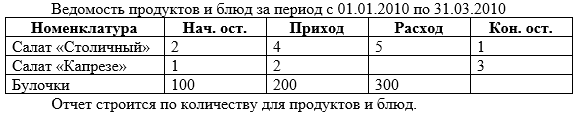 Ведомость продуктов и блюд за период с 01.01.2010 по 31.03.2010
Номенклатура Нач. ост. Приход Расход Кон. ост.
Салат «Столичный» 2 4 5 1
Салат «Капрезе» 1 2 3
Булочки 100 200 300
Отчет строится по количеству для продуктов и блюд.